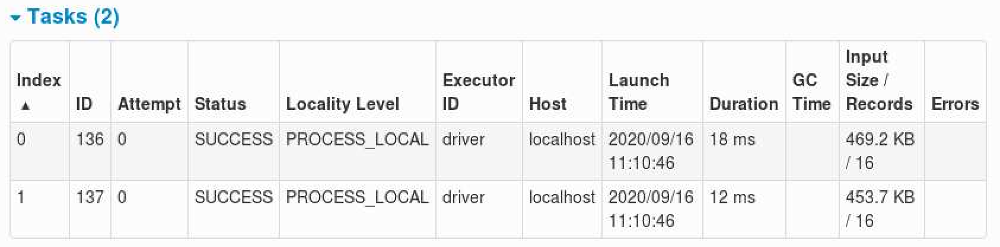 Tasks (2)
Index ▲ ID Attempt Status Locality Level Executor ID Host Launch Time Duration GC Time Input Size / Records Errors
0 136 0 SUCCESS PROCESS_LOCAL driver localhost 2020/09/16 11:10:46 18 ms 469.2 KB / 16
1 137 0 SUCCESS PROCESS_LOCAL driver localhost 2020/09/16 11:10:46 12 ms 453.7 KB / 16